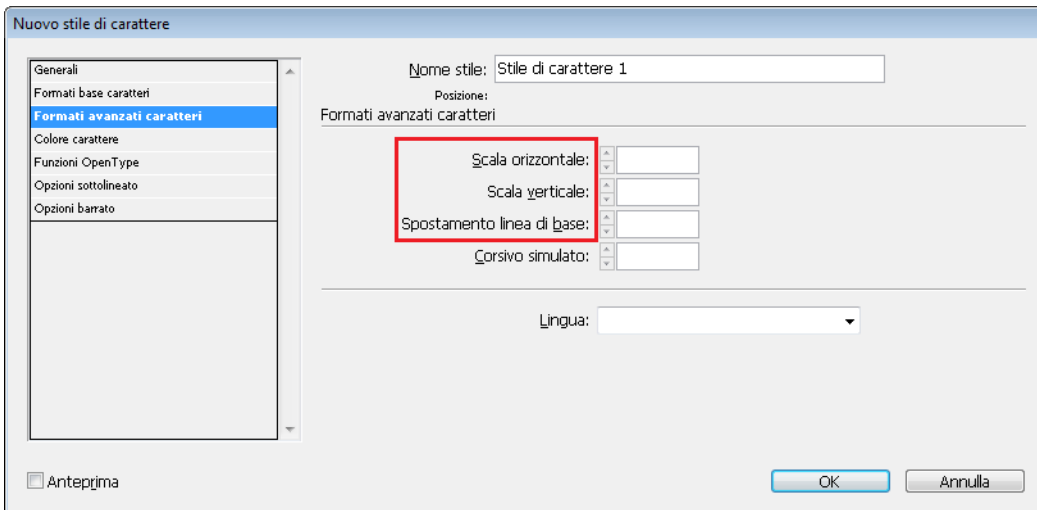 Nuovo stile di carattere
Generali
Formati base caratteri
Formati avanzati caratteri
Colore carattere
Funzioni OpenType
Opzioni sottolineato
Opzioni barrato
Nome stile: Stile di carattere 1
Posizione:
Formati avanzati caratteri
Scala orizzontale:
Scala verticale:
Spostamento linea di base:
Corsivo simulato:
Lingua:
Anteprima
OK
Annulla